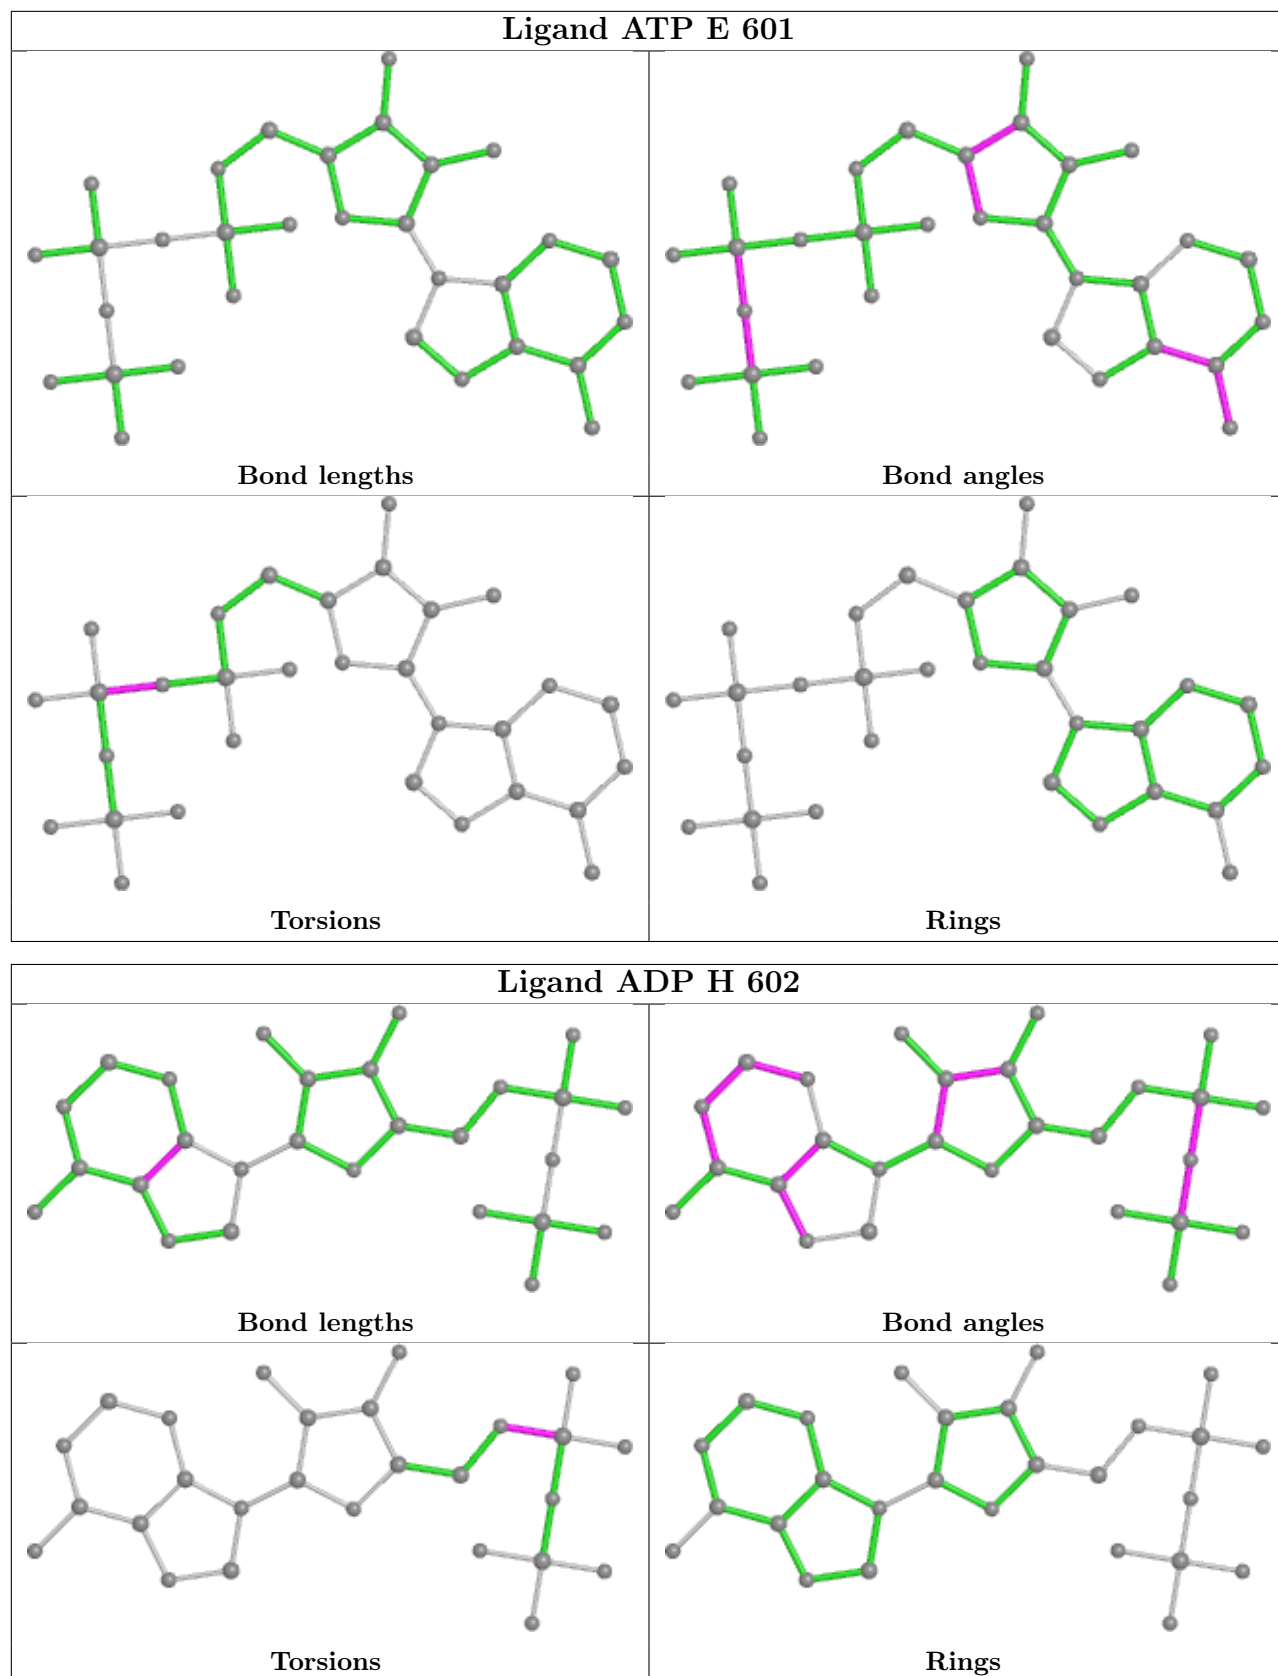 Ligand ATP E 601
Bond lengths
Bond angles
Torsions
Rings
Ligand ADP H 602
Bond lengths
Bond angles
Torsions
Rings